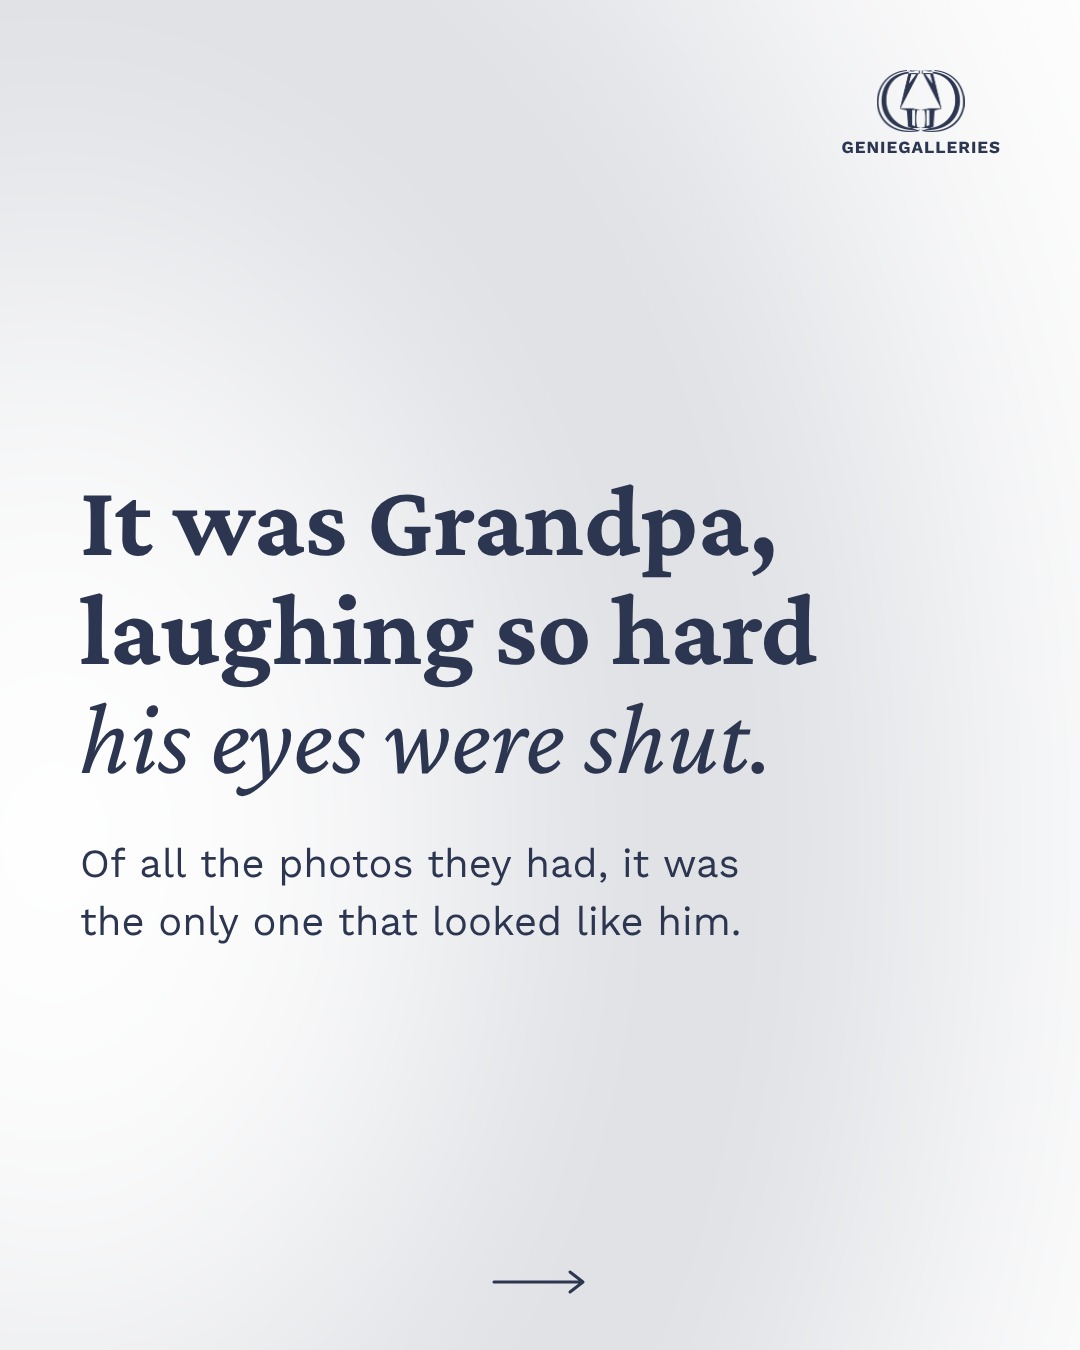 GENIEGALLERIES
It was Grandpa,
laughing so hard
his eyes were shut.
Of all the photos they had, it was
the only one that looked like him.